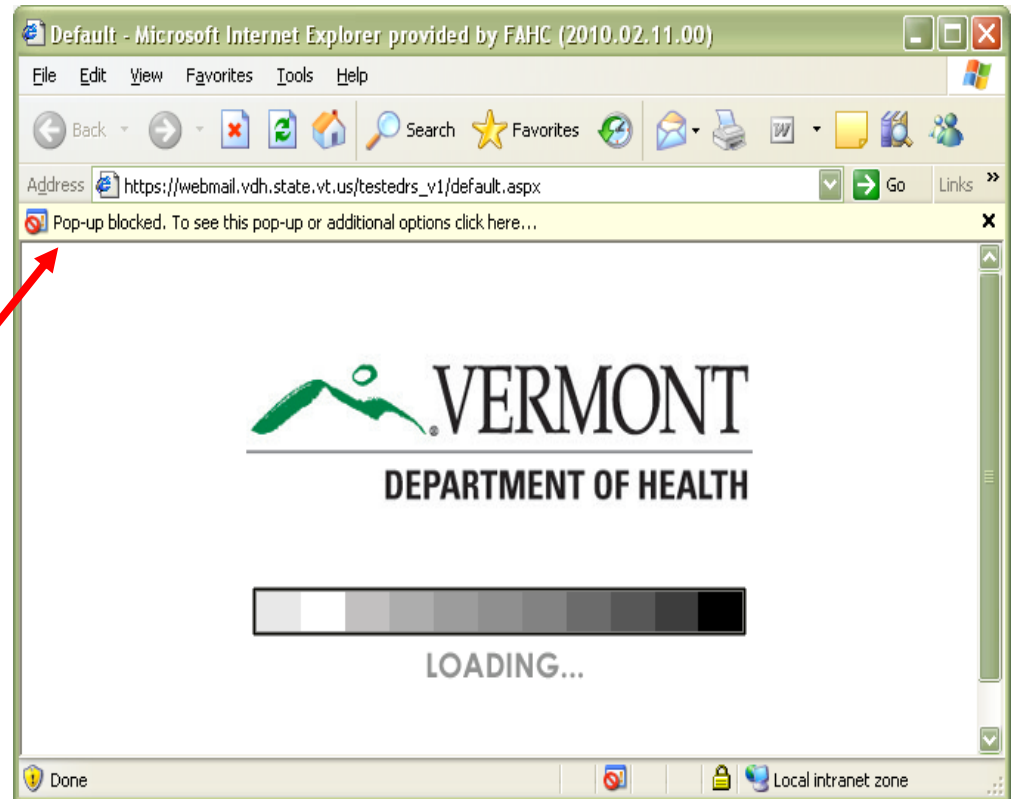 Default - Microsoft Internet Explorer provided by FAHC (2010.02.11.00)
File Edit View Favorites Tools Help
Back Search Favorites W
Address https://webmail.vdh.state.vt.us/testedrs_v1/default.aspx Go Links »
Pop-up blocked. To see this pop-up or additional options click here...
VERMONT
DEPARTMENT OF HEALTH
LOADING...
Done Local intranet zone